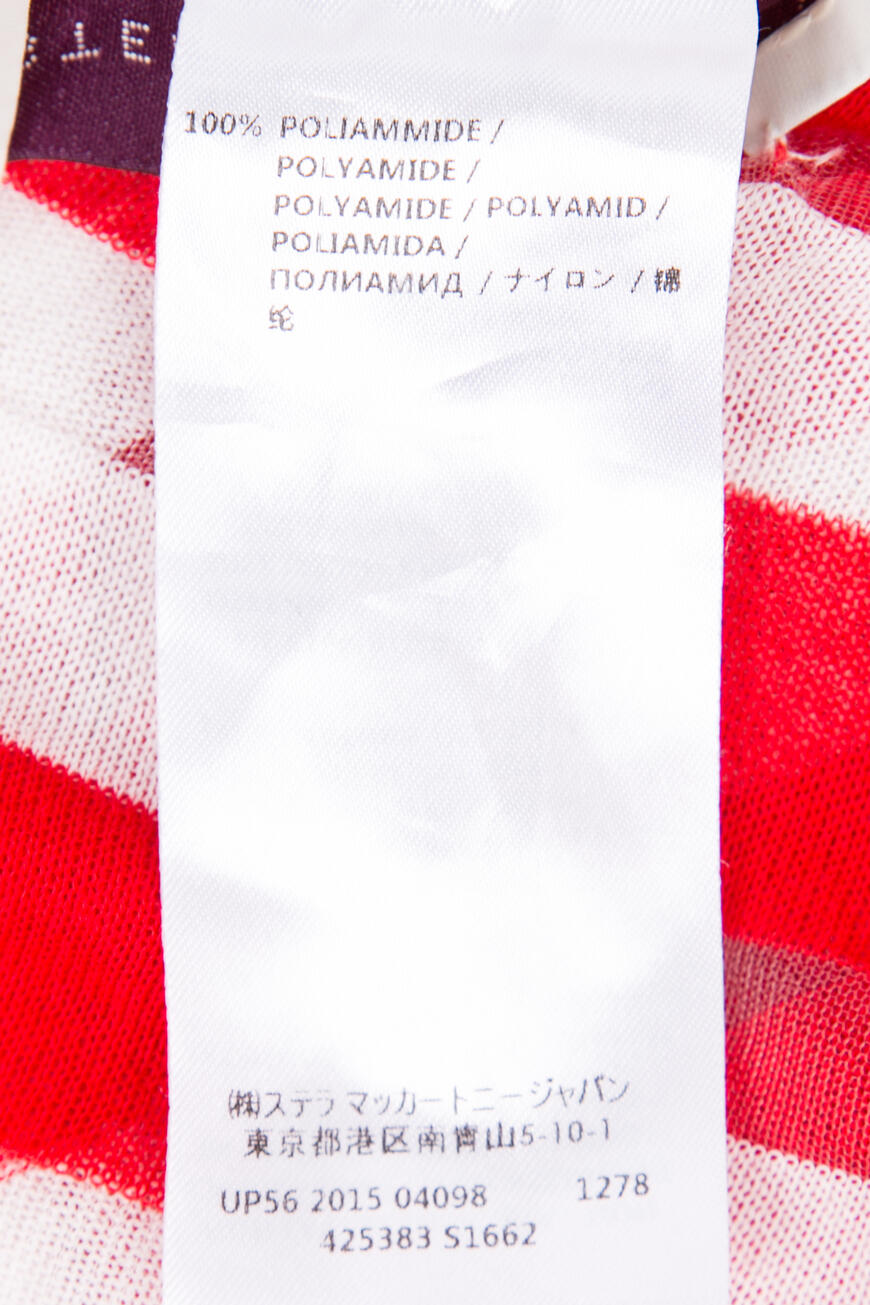 STE
100% POLIAMMIDE /
POLYAMIDE /
POLYAMIDE / POLYAMID /
POLIAMIDA /
ПОЛИАМИД / ナイロン / 锦
纶
㈱ステラ マッカートニージャパン
東京都港区南青山5-10-1
UP56 2015 04098 1278
425383 S1662